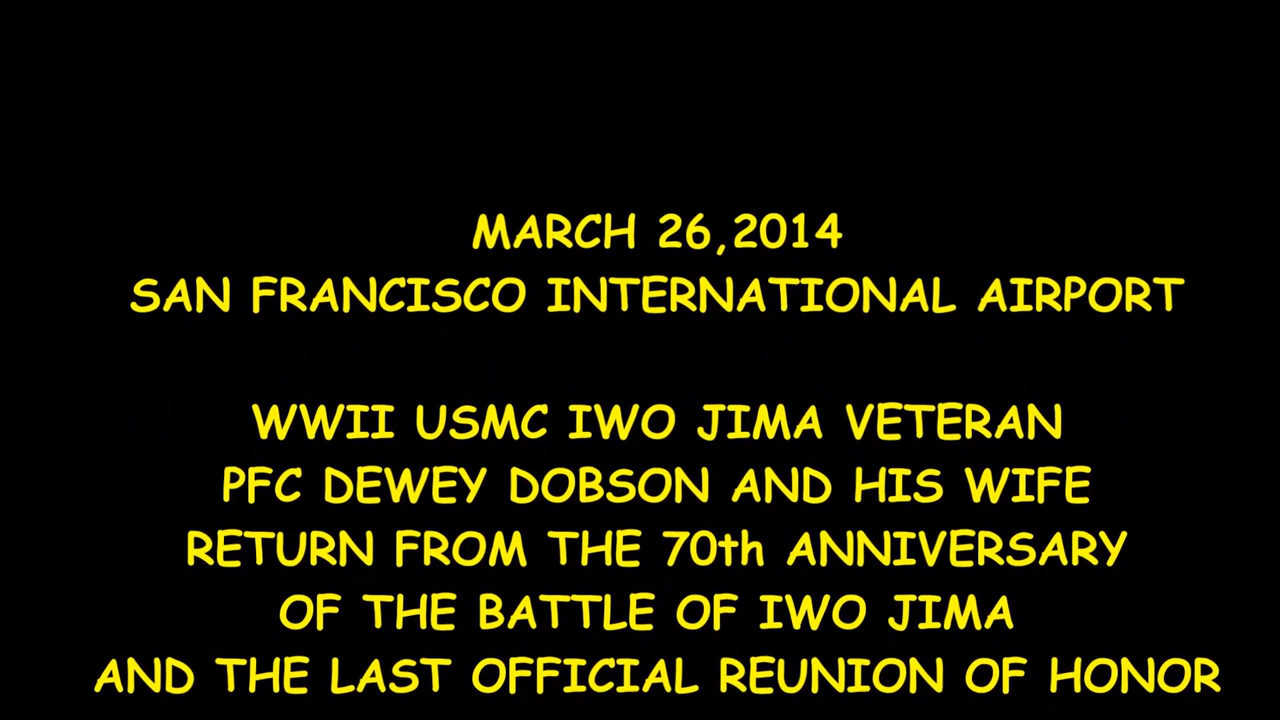 MARCH 26,2014
SAN FRANCISCO INTERNATIONAL AIRPORT
WWII USMC IWO JIMA VETERAN
PFC DEWEY DOBSON AND HIS WIFE
RETURN FROM THE 70th ANNIVERSARY
OF THE BATTLE OF IWO JIMA
AND THE LAST OFFICIAL REUNION OF HONOR